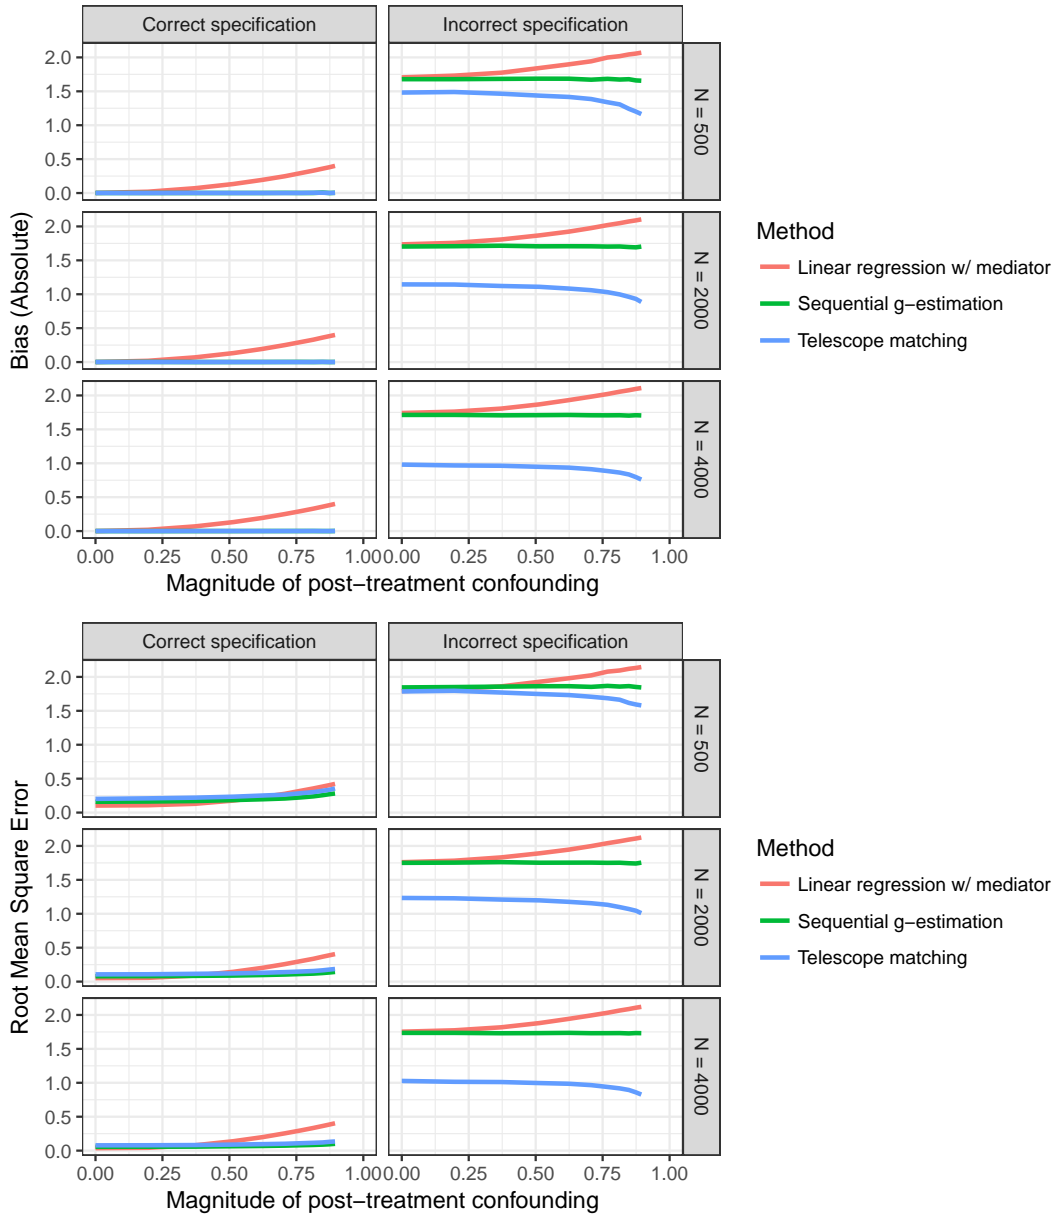 Correct specification
Incorrect specification
2.0
1.5
1.0
0.5
0.0
N = 500
2.0
1.5
1.0
0.5
0.0
N = 2000
2.0
1.5
1.0
0.5
0.0
N = 4000
Bias (Absolute)
0.00 0.25 0.50 0.75 1.00
0.00 0.25 0.50 0.75 1.00
Magnitude of post−treatment confounding
Method
Linear regression w/ mediator
Sequential g−estimation
Telescope matching
Correct specification
Incorrect specification
2.0
1.5
1.0
0.5
0.0
N = 500
2.0
1.5
1.0
0.5
0.0
N = 2000
2.0
1.5
1.0
0.5
0.0
N = 4000
Root Mean Square Error
0.00 0.25 0.50 0.75 1.00
0.00 0.25 0.50 0.75 1.00
Magnitude of post−treatment confounding
Method
Linear regression w/ mediator
Sequential g−estimation
Telescope matching